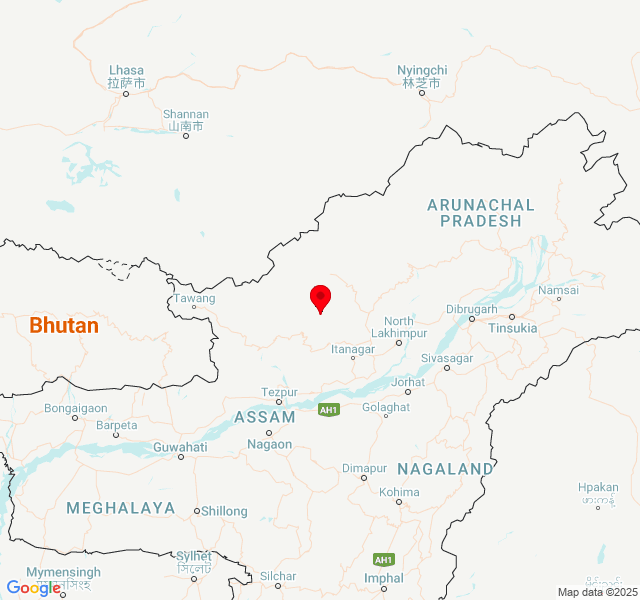 Lhasa
拉萨市
Nyingchi
林芝市
Shannan
山南市
ARUNACHAL
PRADESH
Tawang
Namsai
Dibrugarh
Tinsukia
Bhutan
North
Lakhimpur
Itanagar
Sivasagar
Jorhat
Tezpur
AH1
Golaghat
Bongaigaon
ASSAM
Barpeta
Nagaon
Guwahati
Dimapur
NAGALAND
Kohima
Hpakan
ဖားကန့်
MEGHALAYA
Shillong
Sylhet
সিলেট
AH1
Mymensingh
Silchar
Imphal
Google
Map data ©2025